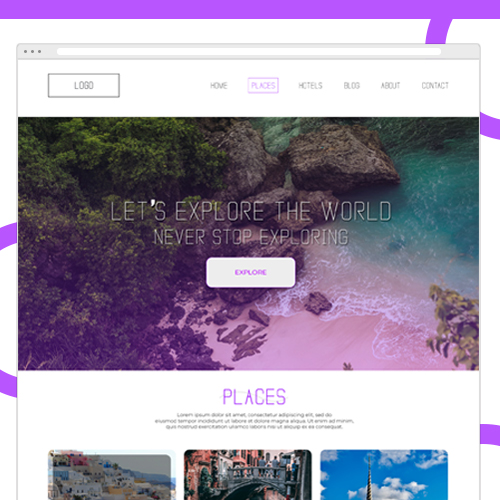 LOGO
HOME PLACES HOTELS BLOG ABOUT CONTACT
LET'S EXPLORE THE WORLD
NEVER STOP EXPLORING
EXPLORE
PLACES
Lorem ipsum dolor sit amet, consectetur adipiscing elit, sed do
eiusmod tempor incididunt ut labore et dolore magna aliqua. Ut enim ad minim veniam,
quis nostrud exercitation ullamco laboris nisi ut aliquip ex ea consequat.